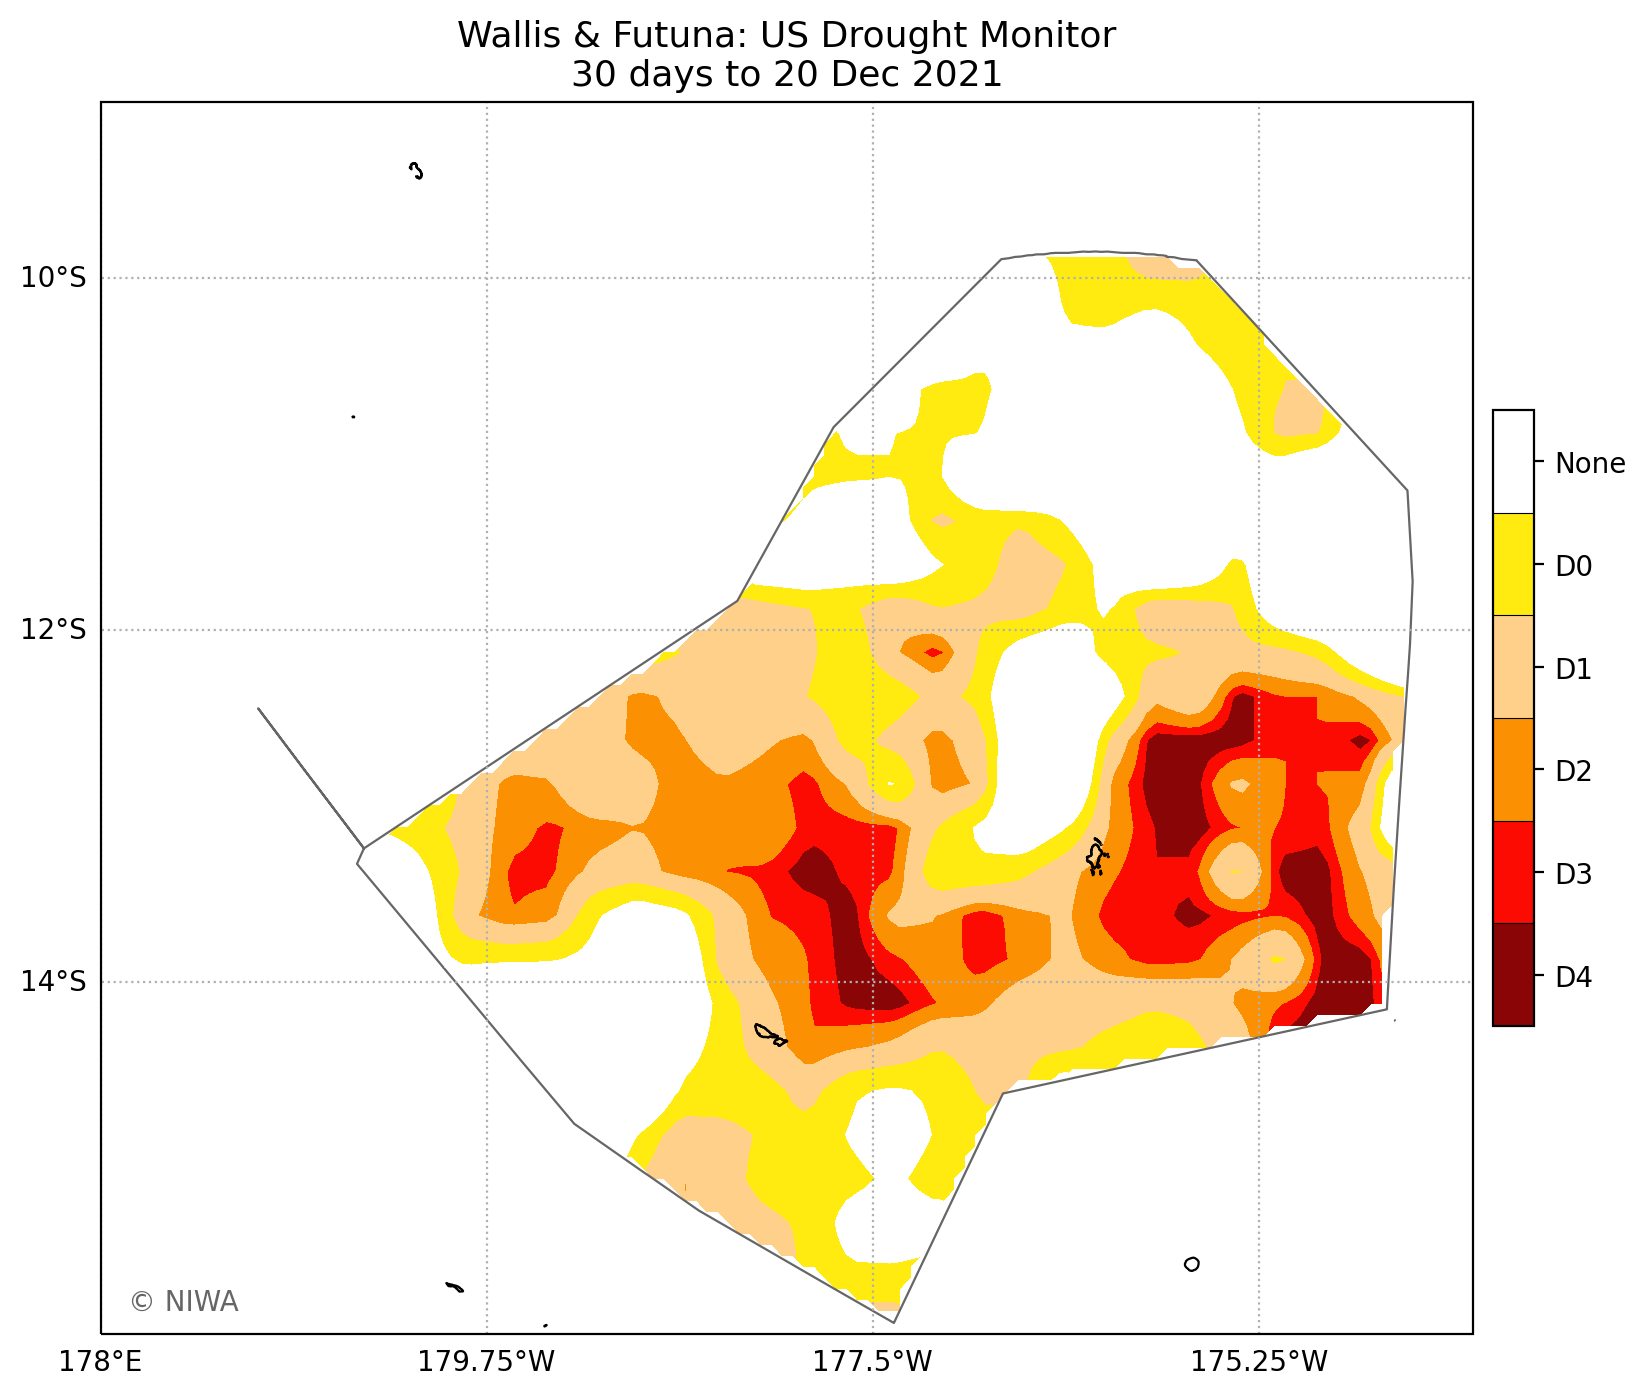 Wallis & Futuna: US Drought Monitor
30 days to 20 Dec 2021
10°S
12°S
14°S
178°E
179.75°W
177.5°W
175.25°W
None
D0
D1
D2
D3
D4
© NIWA